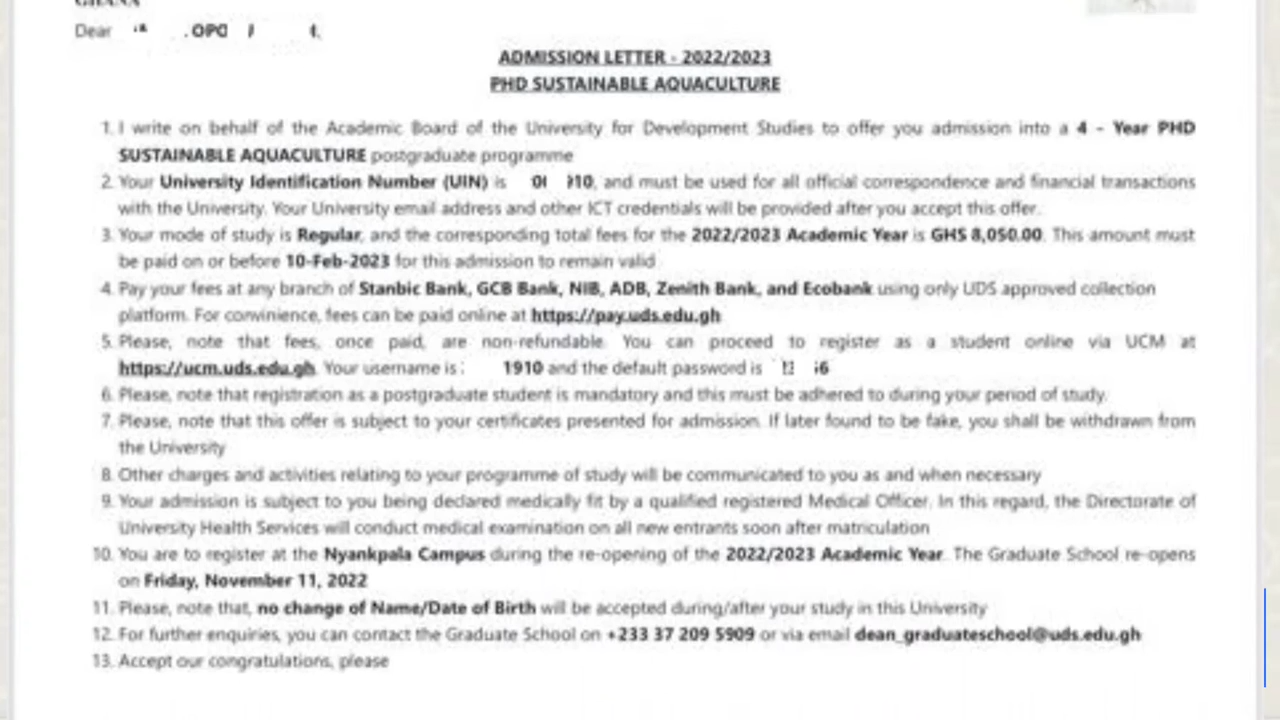 GHANA
Dear OPO
ADMISSION LETTER - 2022/2023
PHD SUSTAINABLE AQUACULTURE
1. I write on behalf of the Academic Board of the University for Development Studies to offer you admission into a 4 - Year PHD
SUSTAINABLE AQUACULTURE postgraduate programme
2. Your University Identification Number (UIN) is 910, and must be used for all official correspondence and financial transactions
with the University. Your University email address and other ICT credentials will be provided after you accept this offer.
3. Your mode of study is Regular, and the corresponding total fees for the 2022/2023 Academic Year is GHS 8,050.00. This amount must
be paid on or before 10-Feb-2023 for this admission to remain valid
4. Pay your fees at any branch of Stanbic Bank, GCB Bank, NIB, ADB, Zenith Bank, and Ecobank using only UDS approved collection
platform. For convinience, fees can be paid online at https://pay.uds.edu.gh
5. Please, note that fees, once paid, are non-refundable. You can proceed to register as a student online via UCM at
https://ucm.uds.edu.gh. Your username is: 1910 and the default password is
6. Please, note that registration as a postgraduate student is mandatory and this must be adhered to during your period of study.
7. Please, note that this offer is subject to your certificates presented for admission. If later found to be fake, you shall be withdrawn from
the University
8. Other charges and activities relating to your programme of study will be communicated to you as and when necessary
9. Your admission is subject to you being declared medically fit by a qualified registered Medical Officer. In this regard, the Directorate of
University Health Services will conduct medical examination on all new entrants soon after matriculation
10. You are to register at the Nyankpala Campus during the re-opening of the 2022/2023 Academic Year. The Graduate School re-opens
on Friday, November 11, 2022
11. Please, note that, no change of Name/Date of Birth will be accepted during/after your study in this University
12. For further enquiries, you can contact the Graduate School on +233 37 209 5909 or via email dean_graduateschool@uds.edu.gh
13. Accept our congratulations, please